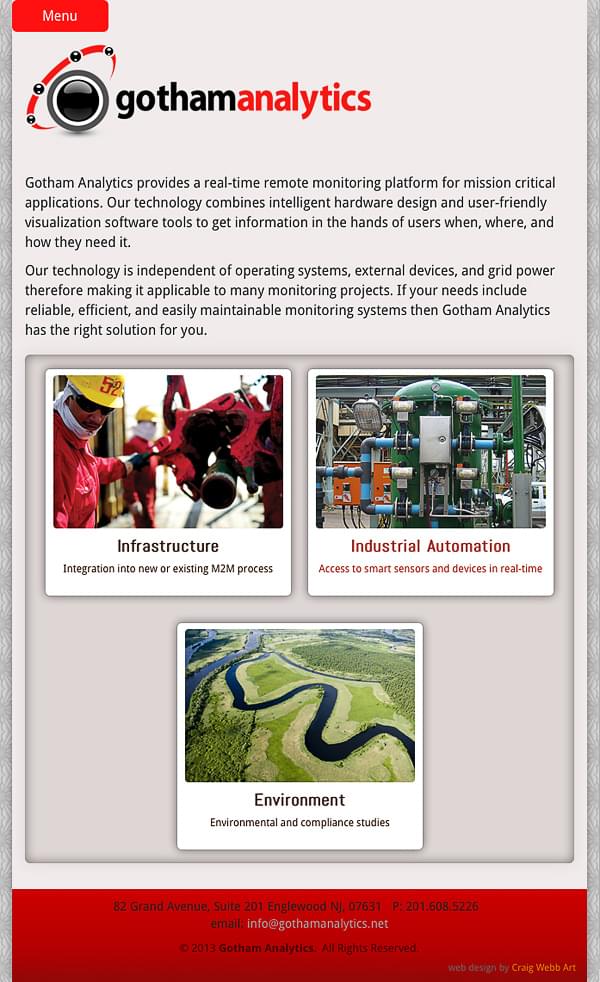 Menu
gothamanalytics
Gotham Analytics provides a real-time remote monitoring platform for mission critical
applications. Our technology combines intelligent hardware design and user-friendly
visualization software tools to get information in the hands of users when, where, and
how they need it.
Our technology is independent of operating systems, external devices, and grid power
therefore making it applicable to many monitoring projects. If your needs include
reliable, efficient, and easily maintainable monitoring systems then Gotham Analytics
has the right solution for you.
Infrastructure
Integration into new or existing M2M process
Industrial Automation
Access to smart sensors and devices in real-time
Environment
Environmental and compliance studies
82 Grand Avenue, Suite 201 Englewood NJ, 07631 P: 201.608.5226
email: info@gothamanalytics.net
© 2013 Gotham Analytics. All Rights Reserved.
web design by Craig Webb Art